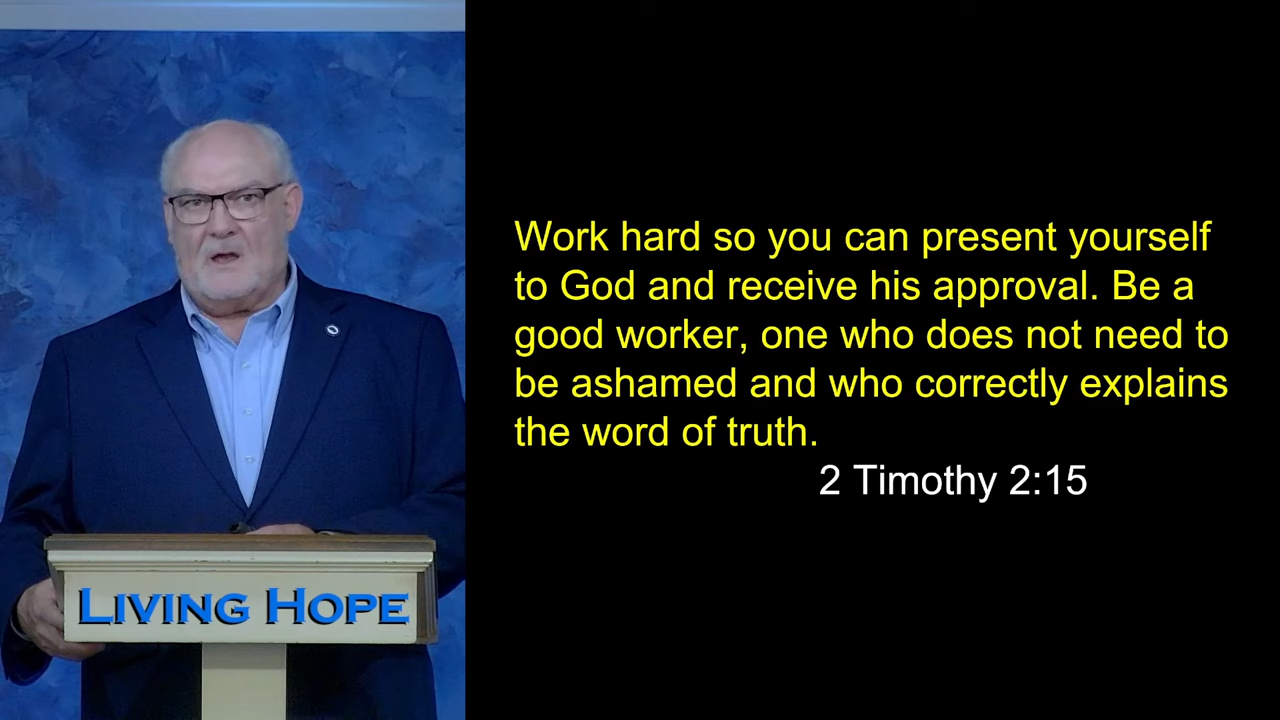 Work hard so you can present yourself
to God and receive his approval. Be a
good worker, one who does not need to
be ashamed and who correctly explains
the word of truth.
2 Timothy 2:15
LIVING HOPE